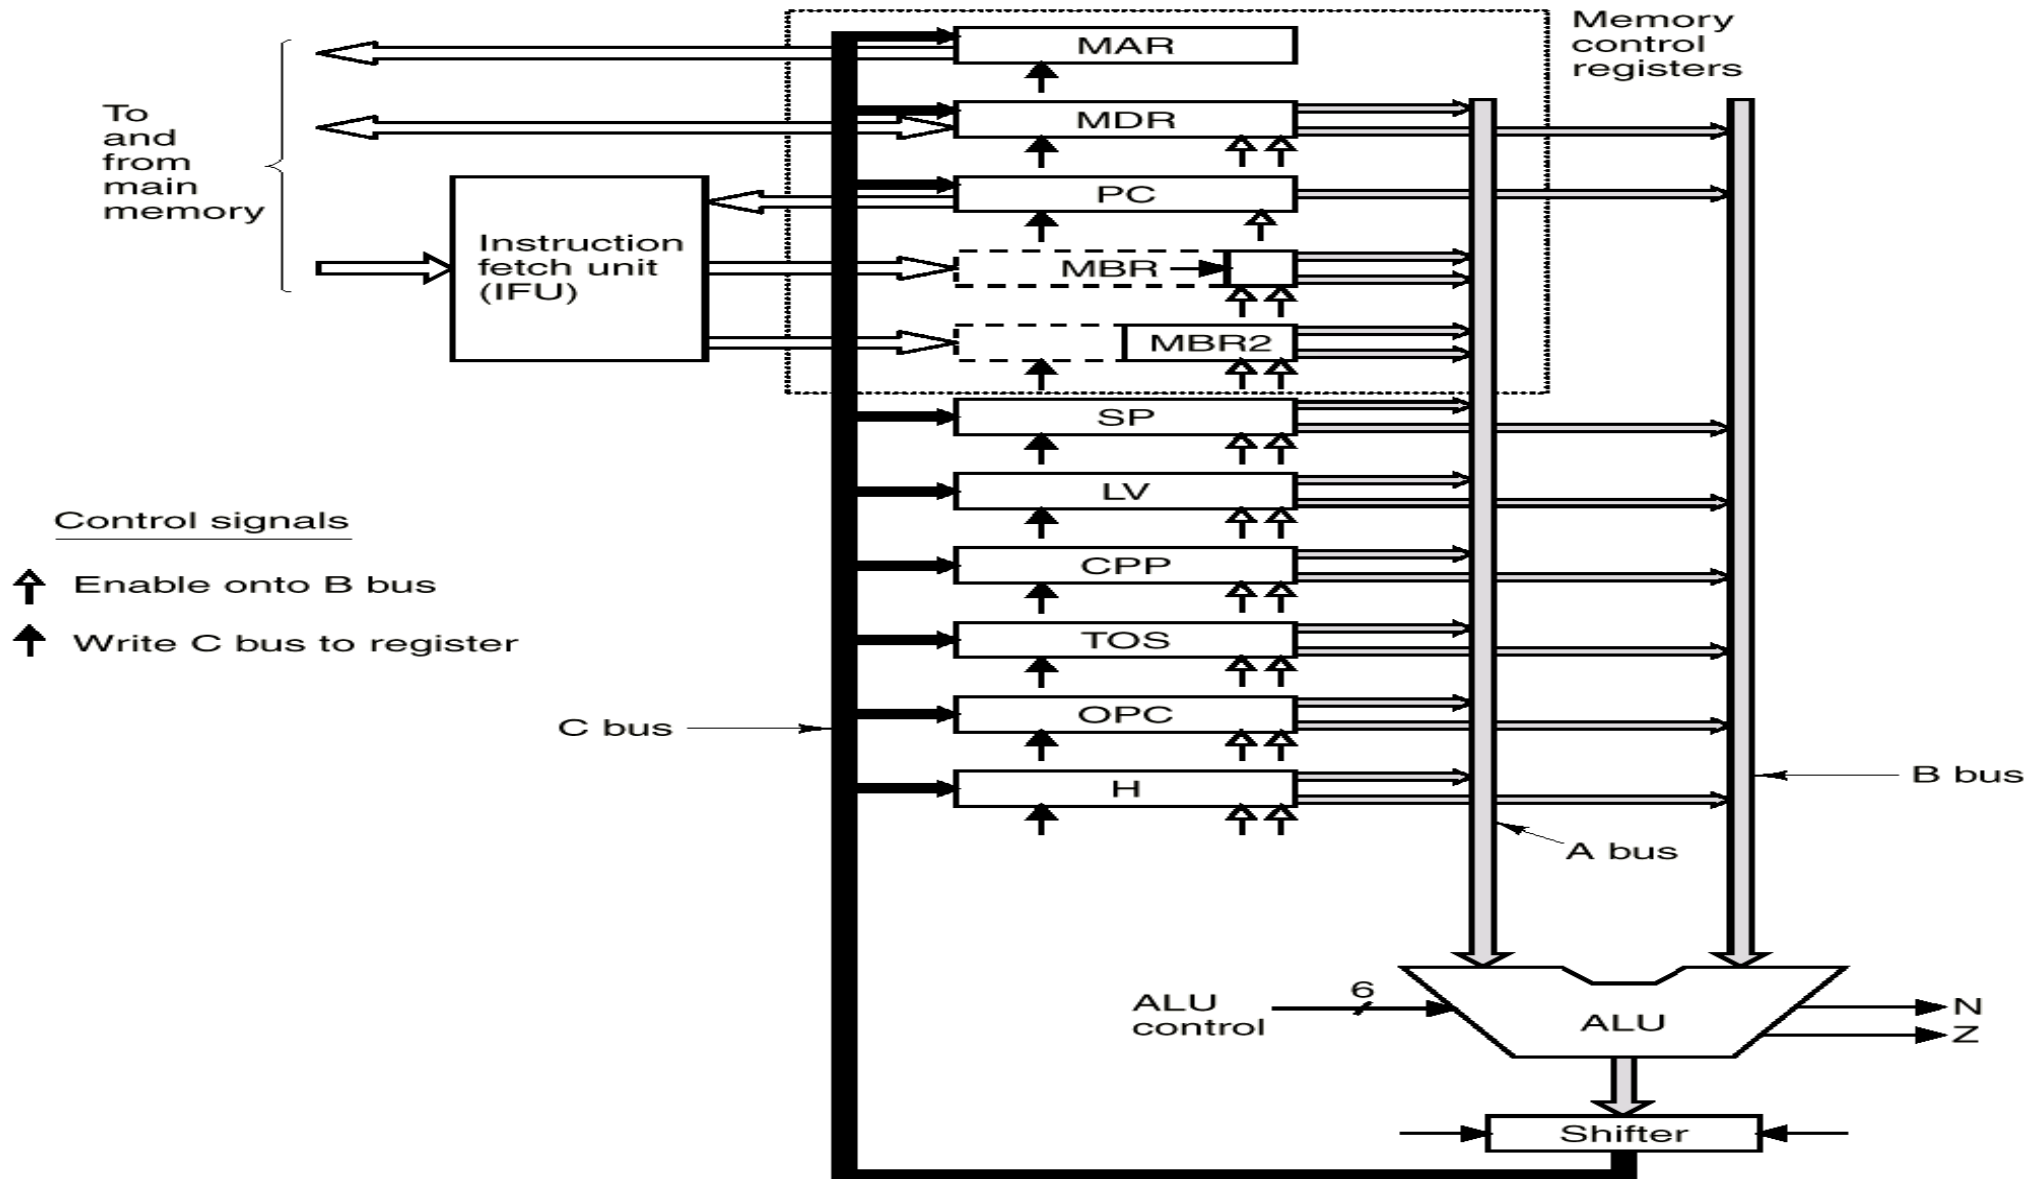 Memory
control
registers
MAR
To
and
from
main
memory
MDR
PC
Instruction
fetch unit
(IFU)
MBR
MBR2
SP
LV
Control signals
Enable onto B bus
Write C bus to register
CPP
TOS
C bus
OPC
H
B bus
A bus
ALU
control
6
ALU
N
Z
Shifter